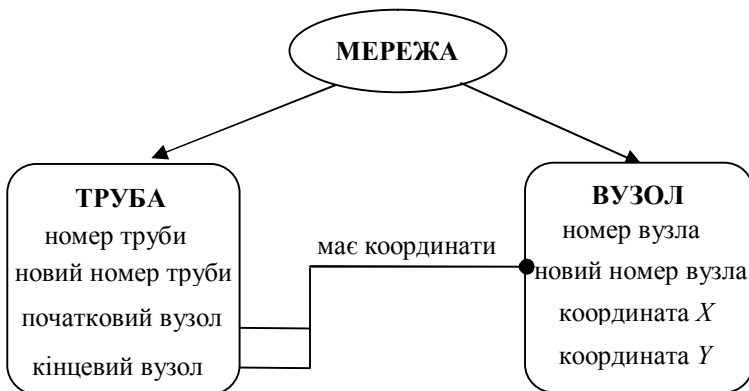 МЕРЕЖА
ТРУБА
номер труби
новий номер труби
початковий вузол
кінцевий вузол
має координати
ВУЗОЛ
номер вузла
новий номер вузла
координата X
координата Y